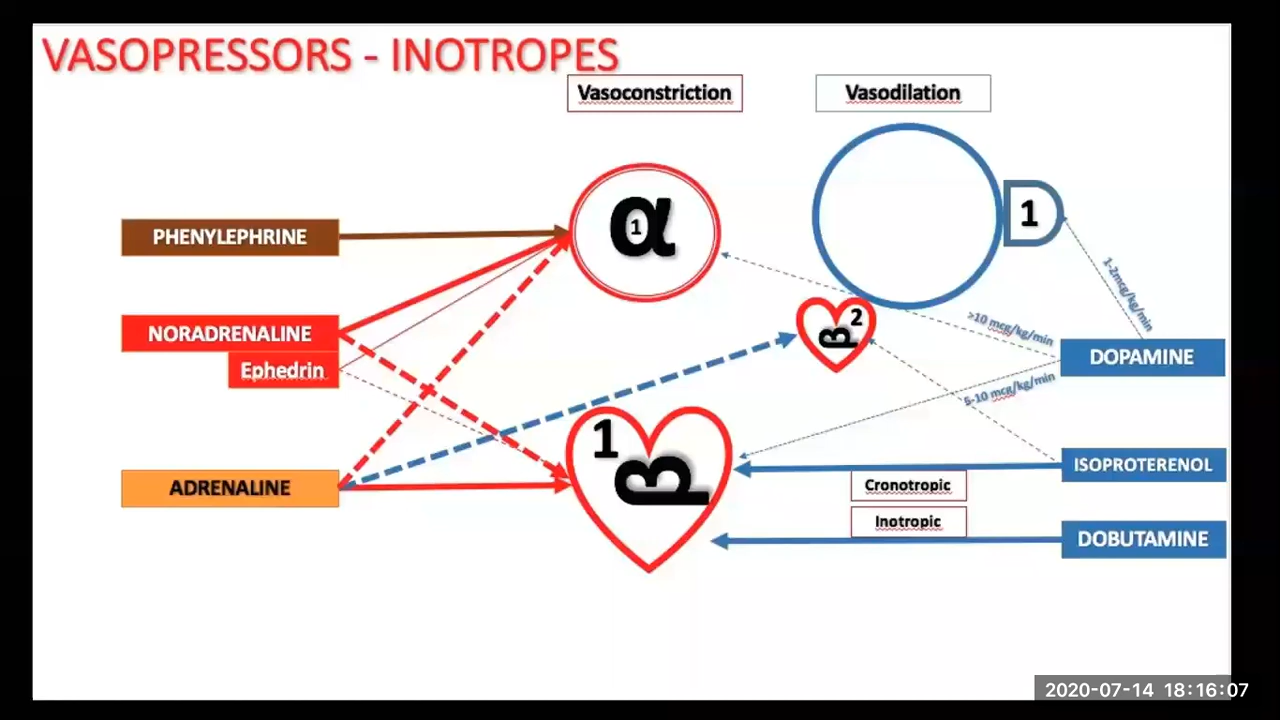 VASOPRESSORS - INOTROPES
Vasoconstriction
Vasodilation
α
1
1
PHENYLEPHRINE
NORADRENALINE
Ephedrin
ADRENALINE
β
2
1
β
1-2mcg/kg/min
>10 mcg/kg/min
DOPAMINE
5-10 mcg/kg/min
ISOPROTERENOL
Cronotropic
Inotropic
DOBUTAMINE
2020-07-14 18:16:07